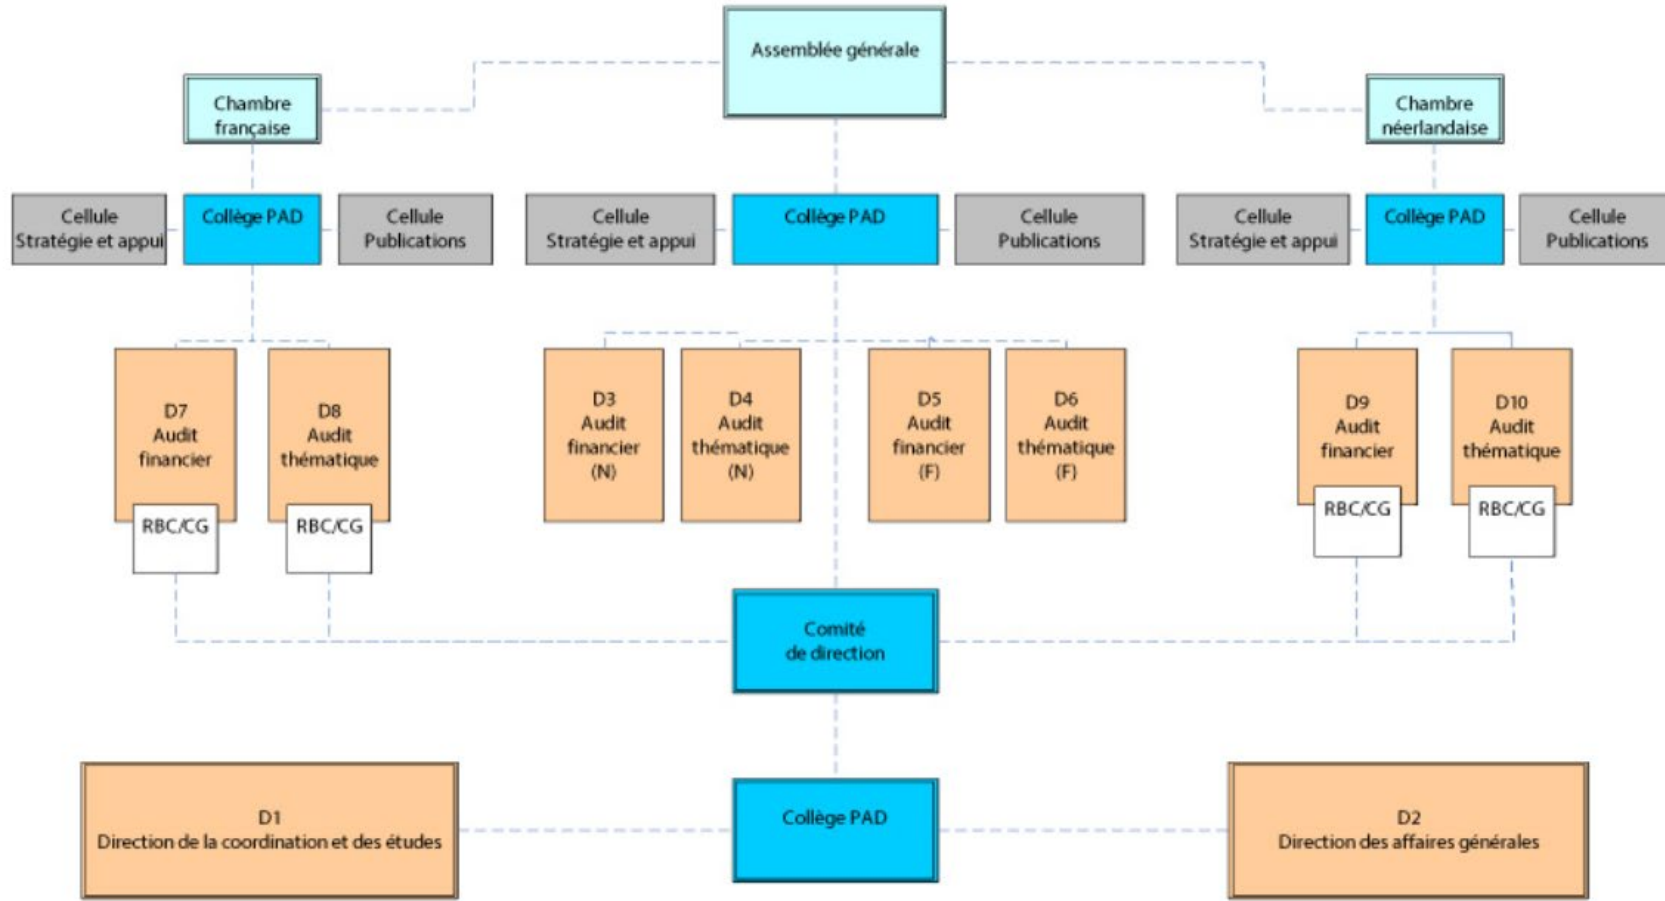 Assemblée générale
Chambre
française
Chambre
néerlandaise
Cellule
Stratégie et appui
Collège PAD
Cellule
Publications
Cellule
Stratégie et appui
Collège PAD
Cellule
Publications
Cellule
Stratégie et appui
Collège PAD
Cellule
Publications
D7
Audit
financier
RBC/CG
D8
Audit
thématique
RBC/CG
D3
Audit
financier
(N)
D4
Audit
thématique
(N)
D5
Audit
financier
(F)
D6
Audit
thématique
(F)
D9
Audit
financier
RBC/CG
D10
Audit
thématique
RBC/CG
Comité
de direction
D1
Direction de la coordination et des études
Collège PAD
D2
Direction des affaires générales